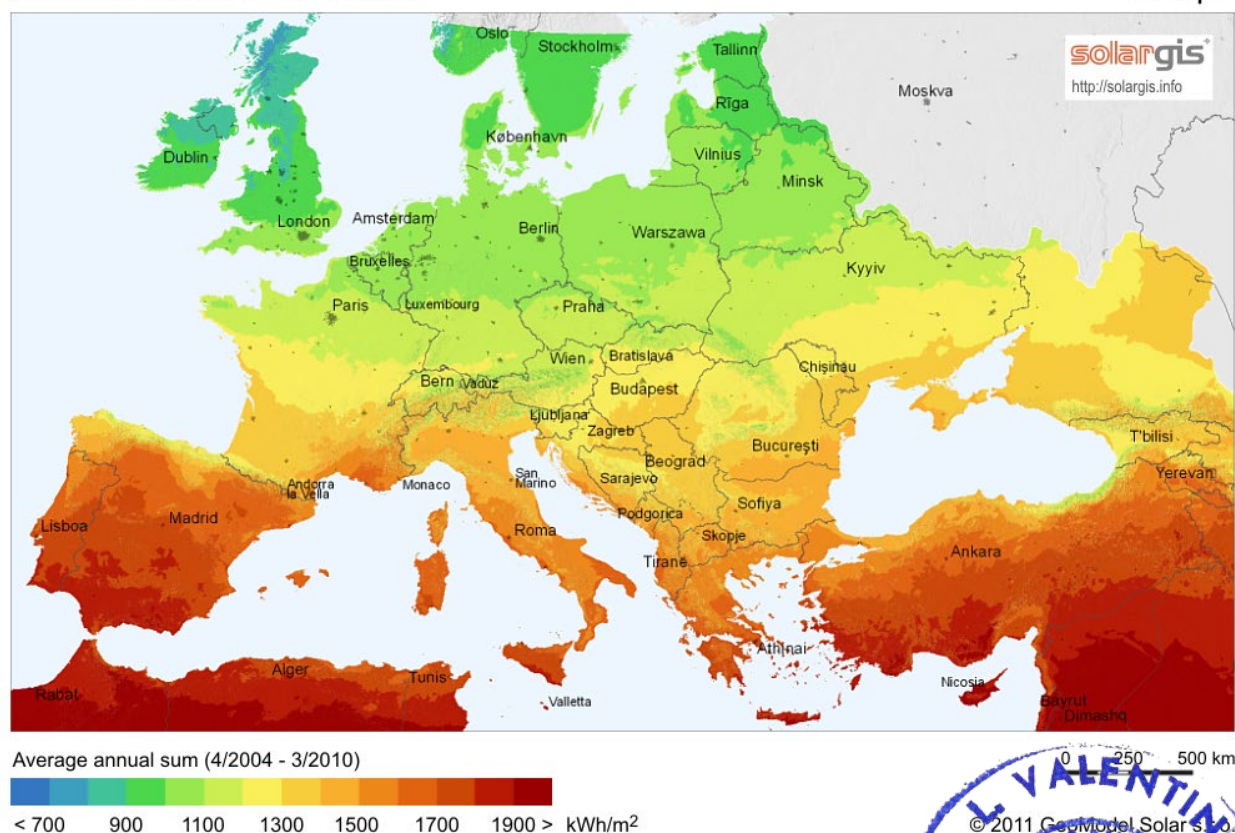 Oslo
Stockholm
Tallinn
solargis
http://solargis.info
Moskva
Rīga
København
Dublin
Vilnius
Minsk
London
Amsterdam
Berlin
Warszawa
Bruxelles
Kyyiv
Paris
Luxembourg
Praha
Wien
Bratislava
Chişinău
Bern
Vaduz
Budapest
Ljubljana
Zagreb
Bucureşti
T'bilisi
Beograd
Yerevan
San
Marino
Sarajevo
Andorra
la Vella
Monaco
Sofiya
Podgorica
Lisboa
Madrid
Roma
Skopje
Ankara
Tirane
Ath|nai
Alger
Tunis
Nicosia
Rabat
Valletta
Bayrut
Dimashq
Average annual sum (4/2004 - 3/2010)
0 250 500 km
< 700 900 1100 1300 1500 1700 1900 > kWh/m²
L. VALENTIN
© 2011 GeoModel Solar s.r.o.